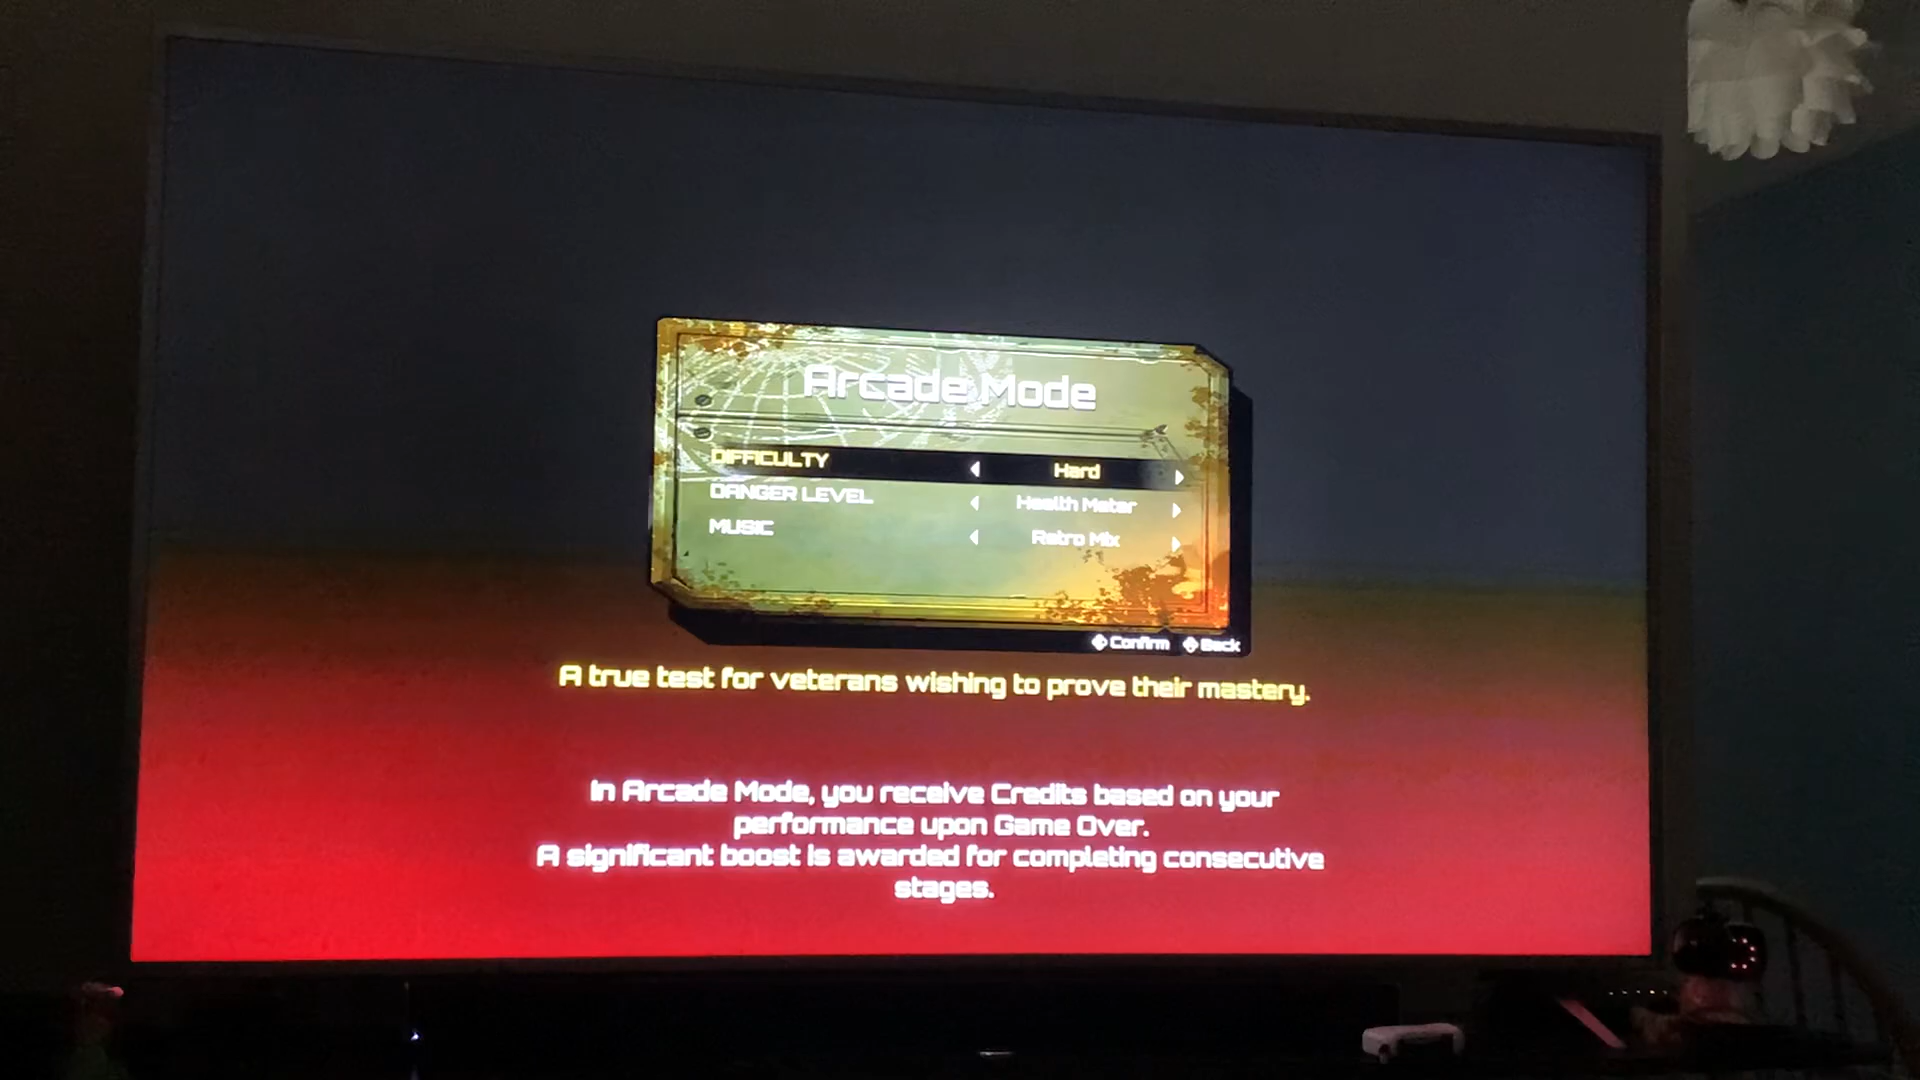 Arcade Mode
DIFFICULTY Hard
DANGER LEVEL Health Meter
MUSIC Retro Mix
Confirm Back
A true test for veterans wishing to prove their mastery.
In Arcade Mode, you receive Credits based on your
performance upon Game Over.
A significant boost is awarded for completing consecutive
stages.